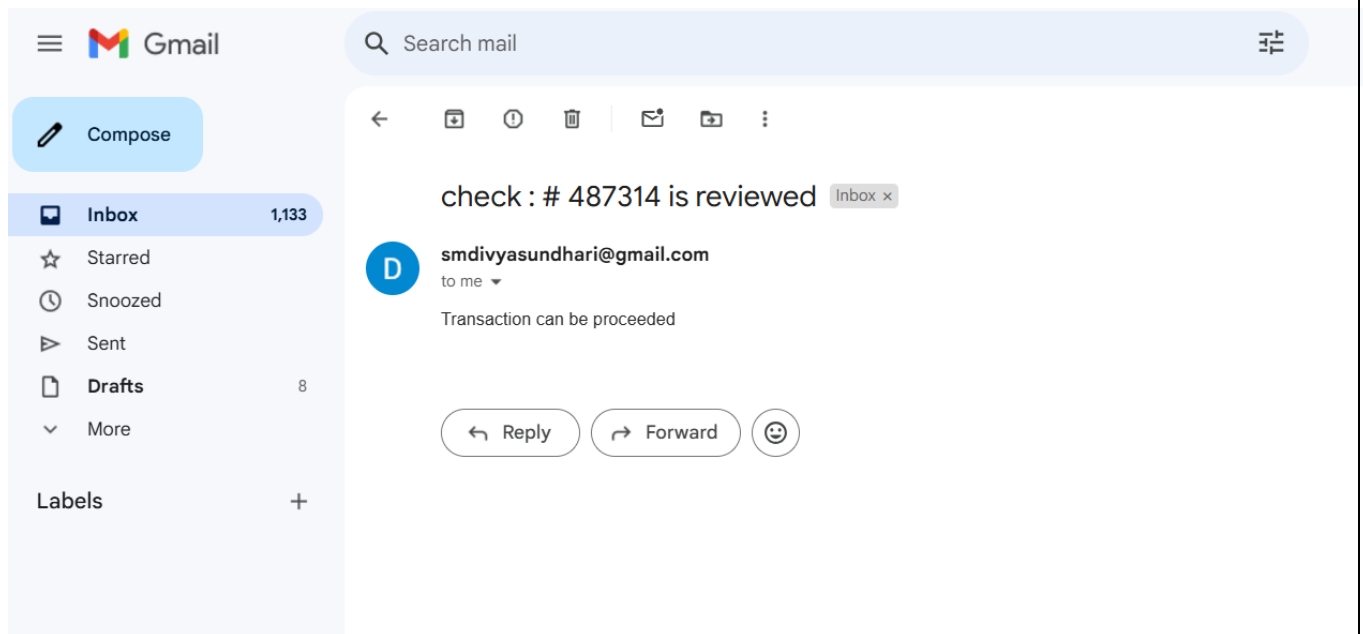 Gmail
Search mail
Compose
Inbox 1,133
Starred
Snoozed
Sent
Drafts 8
More
Labels +
check : # 487314 is reviewed Inbox ×
D
smdivyasundhari@gmail.com
to me
Transaction can be proceeded
Reply Forward